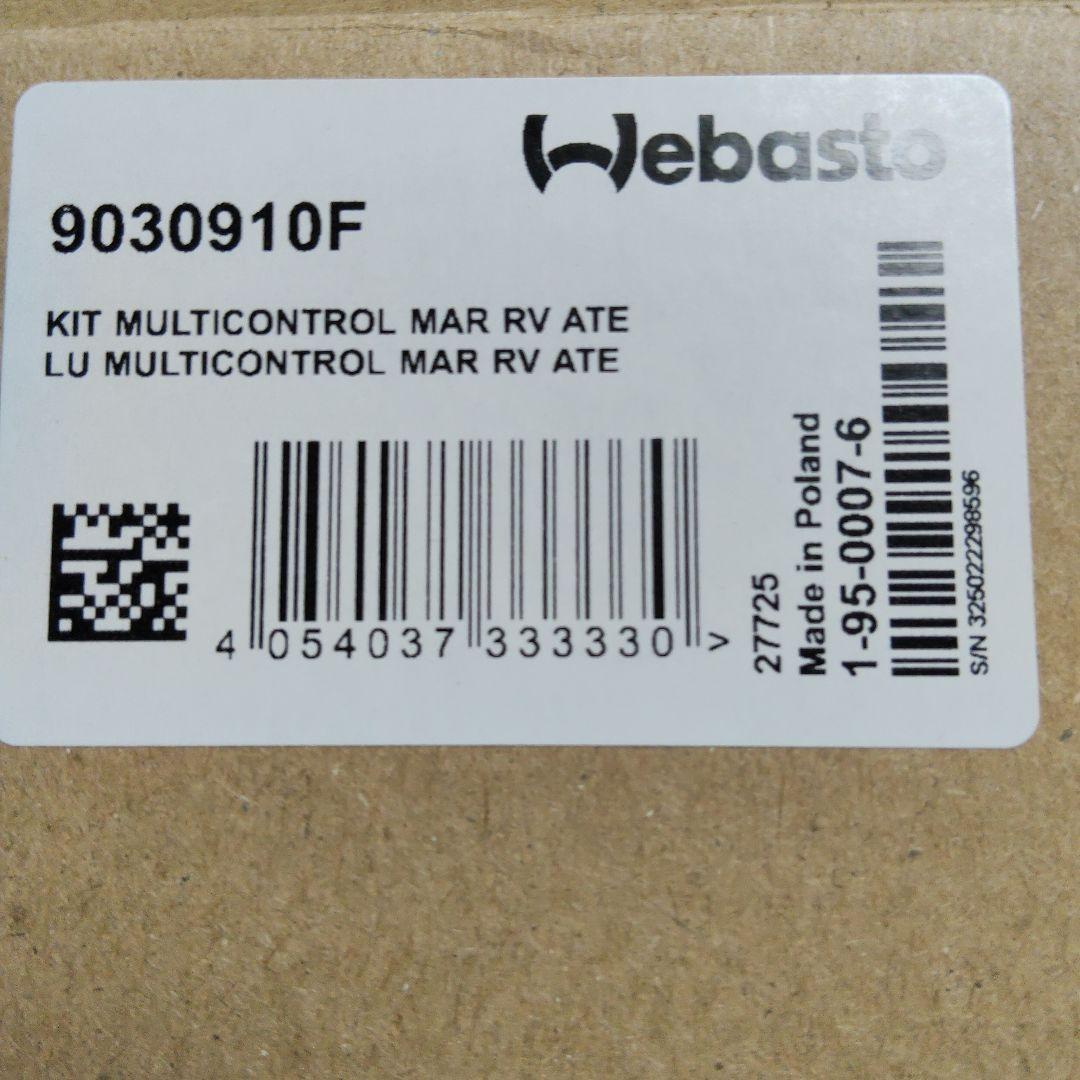 Webasto
9030910F
KIT MULTICONTROL MAR RV ATE
LU MULTICONTROL MAR RV ATE
4 054037 333330 >
27725
Made in Poland
1-95-0007-6
S/N 3250222298596